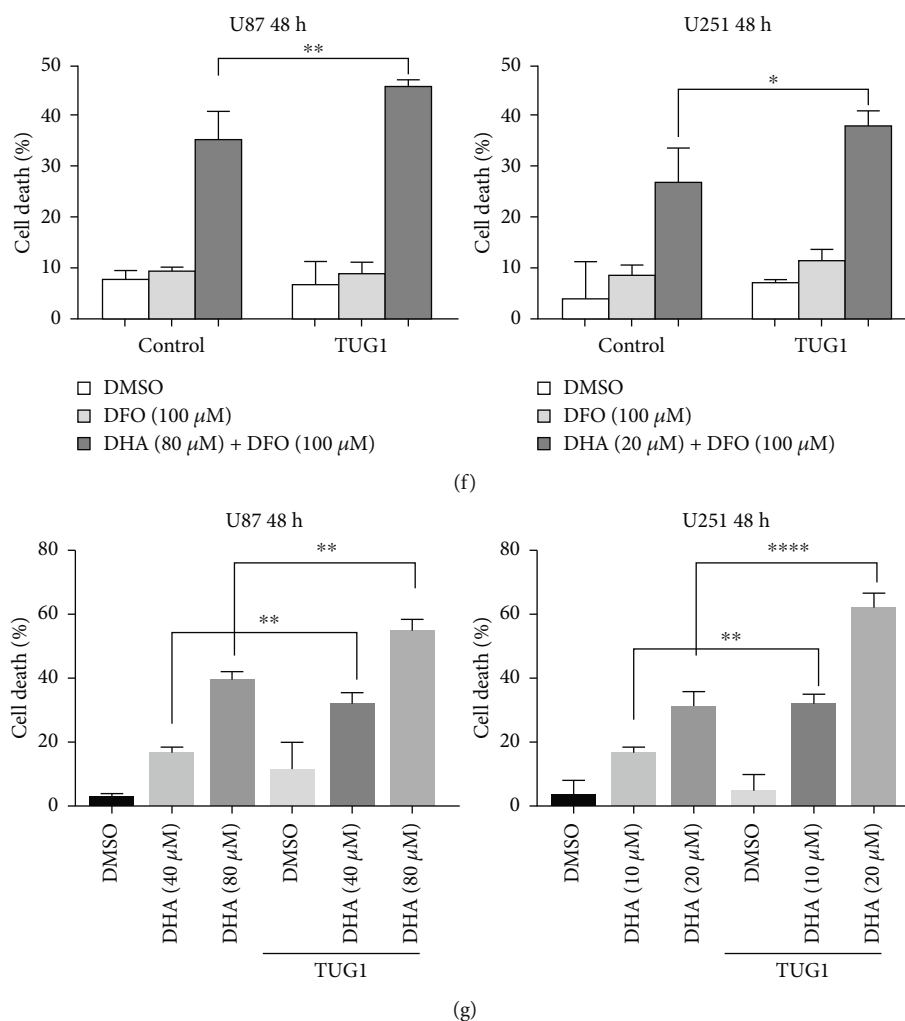 U87 48 h
**
Cell death (%)
50
40
30
20
10
0
Control
TUG1
DMSO
DFO (100 μM)
DHA (80 μM) + DFO (100 μM)
U251 48 h
*
Cell death (%)
50
40
30
20
10
0
Control
TUG1
DMSO
DFO (100 μM)
DHA (20 μM) + DFO (100 μM)
(f)
U87 48 h
**
**
Cell death (%)
80
60
40
20
0
DMSO
DHA (40 μM)
DHA (80 μM)
DMSO
DHA (40 μM)
DHA (80 μM)
TUG1
U251 48 h
****
**
Cell death (%)
80
60
40
20
0
DMSO
DHA (10 μM)
DHA (20 μM)
DMSO
DHA (10 μM)
DHA (20 μM)
TUG1
(g)